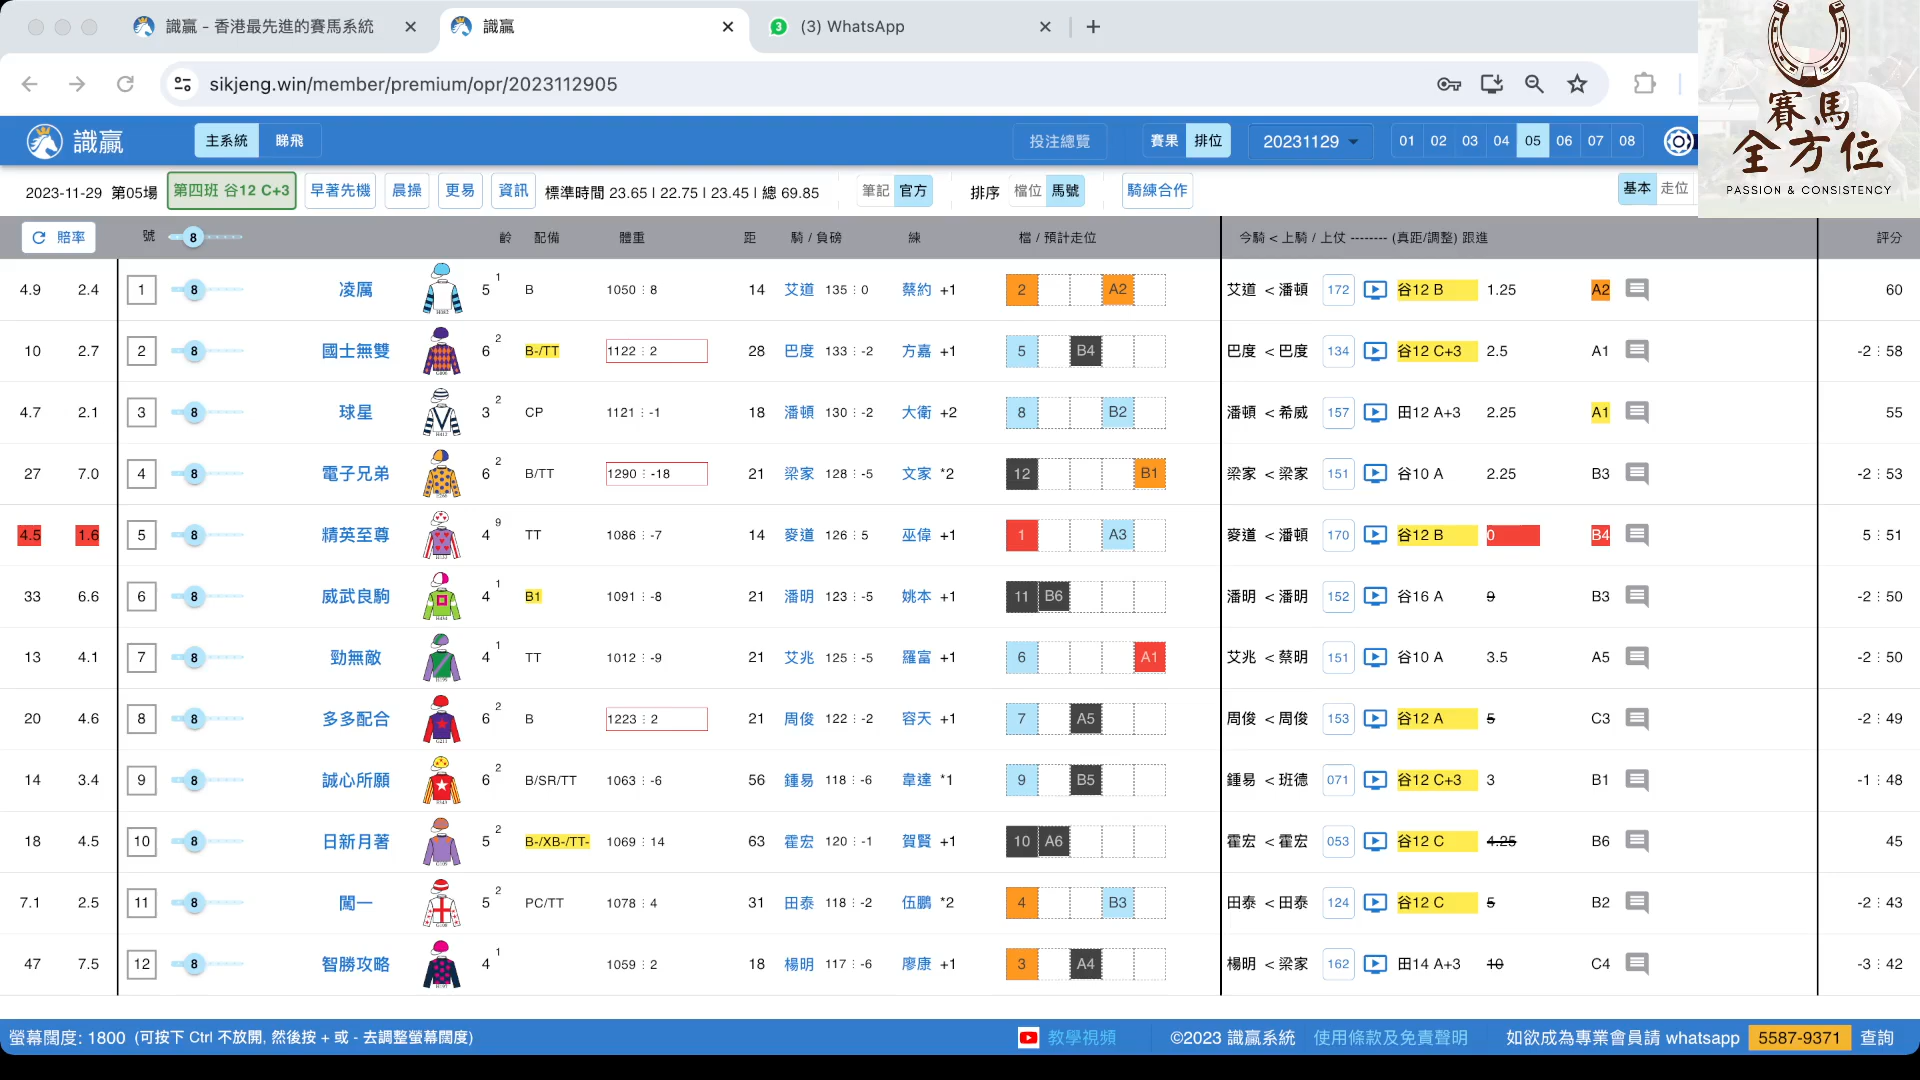 識贏 - 香港最先進的賽馬系統
識贏
(3) WhatsApp
sikjeng.win/member/premium/opr/2023112905
賽馬
全方位
PASSION & CONSISTENCY
識贏 主系統 睇飛 投注總覽 賽果 排位 20231129 01 02 03 04 05 06 07 08
2023-11-29 第05場 第四班 谷12 C+3 早著先機 晨操 更易 資訊 標準時間 23.65 | 22.75 | 23.45 | 總 69.85 筆記 官方 排序 檔位 馬號 騎練合作 基本 走位
賠率 號 8 齡 配備 體重 距 騎 / 負磅 練 檔 / 預計走位 今騎 < 上騎 / 上仗 -------- (真距/調整) 跟進 評分
4.9 2.4 1 8 凌厲 5 1 B 1050 : 8 14 艾道 135 : 0 蔡約 +1 2 A2 艾道 < 潘頓 172 谷12 B 1.25 A2 60
10 2.7 2 8 國士無雙 6 2 B-/TT 1122 : 2 28 巴度 133 : -2 方嘉 +1 5 B4 巴度 < 巴度 134 谷12 C+3 2.5 A1 -2 : 58
4.7 2.1 3 8 球星 3 2 CP 1121 : -1 18 潘頓 130 : -2 大衛 +2 8 B2 潘頓 < 希威 157 田12 A+3 2.25 A1 55
27 7.0 4 8 電子兄弟 6 2 B/TT 1290 : -18 21 梁家 128 : -5 文家 *2 12 B1 梁家 < 梁家 151 谷10 A 2.25 B3 -2 : 53
4.5 1.6 5 8 精英至尊 4 9 TT 1086 : -7 14 麥道 126 : 5 巫偉 +1 1 A3 麥道 < 潘頓 170 谷12 B 0 B4 5 : 51
33 6.6 6 8 威武良駒 4 1 B1 1091 : -8 21 潘明 123 : -5 姚本 +1 11 B6 潘明 < 潘明 152 谷16 A 9 B3 -2 : 50
13 4.1 7 8 勁無敵 4 1 TT 1012 : -9 21 艾兆 125 : -5 羅富 +1 6 A1 艾兆 < 蔡明 151 谷10 A 3.5 A5 -2 : 50
20 4.6 8 8 多多配合 6 2 B 1223 : 2 21 周俊 122 : -2 容天 +1 7 A5 周俊 < 周俊 153 谷12 A 5 C3 -2 : 49
14 3.4 9 8 誠心所願 6 2 B/SR/TT 1063 : -6 56 鍾易 118 : -6 韋達 *1 9 B5 鍾易 < 班德 071 谷12 C+3 3 B1 -1 : 48
18 4.5 10 8 日新月著 5 2 B-/XB-/TT- 1069 : 14 63 霍宏 120 : -1 賀賢 +1 10 A6 霍宏 < 霍宏 053 谷12 C 4.25 B6 45
7.1 2.5 11 8 闖一 5 2 PC/TT 1078 : 4 31 田泰 118 : -2 伍鵬 *2 4 B3 田泰 < 田泰 124 谷12 C 5 B2 -2 : 43
47 7.5 12 8 智勝攻略 4 1 1059 : 2 18 楊明 117 : -6 廖康 +1 3 A4 楊明 < 梁家 162 田14 A+3 10 C4 -3 : 42
螢幕闊度: 1800 (可按下 Ctrl 不放開, 然後按 + 或 - 去調整螢幕闊度) 教學視頻 ©2023 識贏系統 使用條款及免責聲明 如欲成為專業會員請 whatsapp 5587-9371 查詢